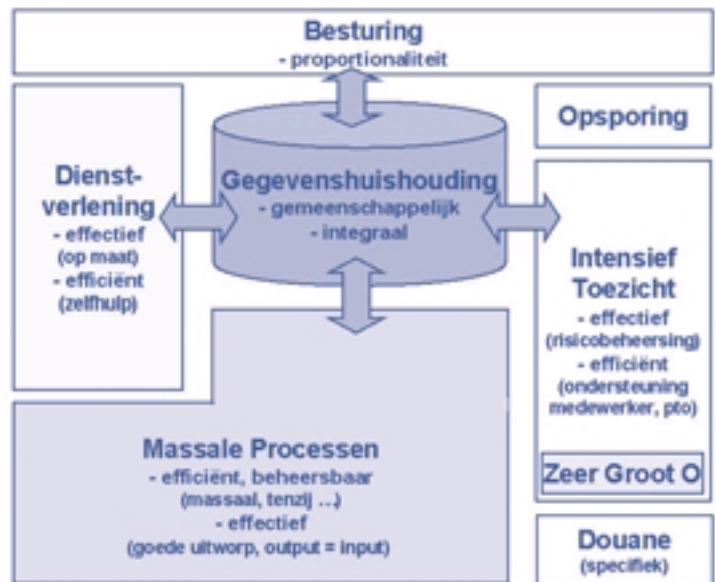 Besturing
- proportionaliteit
Dienst-
verlening
- effectief
(op maat)
- efficiënt
(zelfhulp)
Gegevenshuishouding
- gemeenschappelijk
- integraal
Opsporing
Intensief
Toezicht
- effectief
(risicobeheersing)
- efficiënt
(ondersteuning
medewerker, pto)
Zeer Groot O
Massale Processen
- efficiënt, beheersbaar
(massaal, tenzij ...)
- effectief
(goede uitworp, output = input)
Douane
(specifiek)